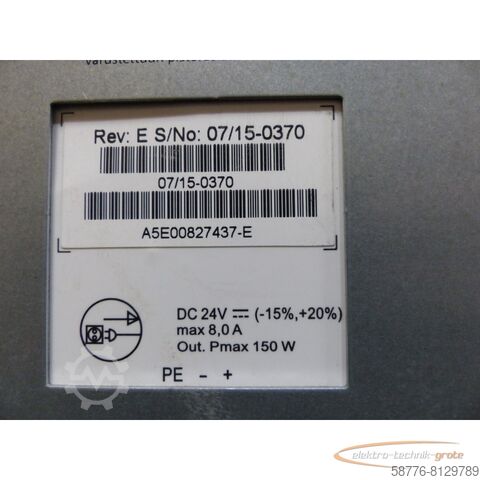 Rev: E S/No: 07/15-0370
07/15-0370
A5E00827437-E
DC 24V (-15%,+20%)
max 8,0 A
Out. Pmax 150 W
PE - +
elektro-technik-grote
58776-8129789